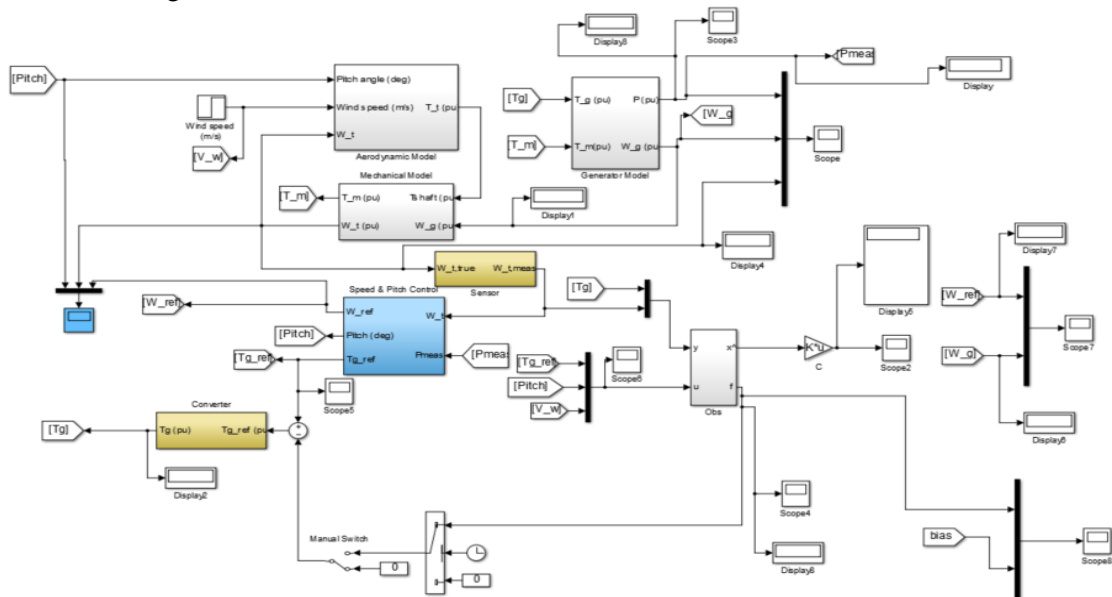 Display8
Scope3
[Pmeas
Display
[Pitch]
Pitch angle (deg)
Wind speed (m/s)
T_t (pu
W_t
Aerodynamic Model
Wind speed
(m/s)
[V_w]
[Tg]
T_g (pu)
P (pu)
[W_g
[T_m]
T_m(pu)
W_g (pu)
Generator Model
Scope
Mechanical Model
[T_m]
T_m (pu)
Tshaft (pu
W_t (pu)
W_g (pu
Display1
Display4
W_t,true
W_t,meas
Sensor
Display7
Display5
Speed & Pitch Control
[W_ref]
W_ref
W_t
[Pitch]
Pitch (deg)
[Tg_ref]
Tg_ref
Pmeas
[Pmeas
Scope5
[Tg]
[Tg_ref
[Pitch]
[V_w]
Scope6
y
x^
u
f
Obs
K*u
C
Scope2
[W_ref]
[W_g]
Scope7
Display6
Converter
[Tg]
Tg (pu)
Tg_ref (pu
Display2
Manual Switch
0
0
Scope4
Display8
bias
Scope8